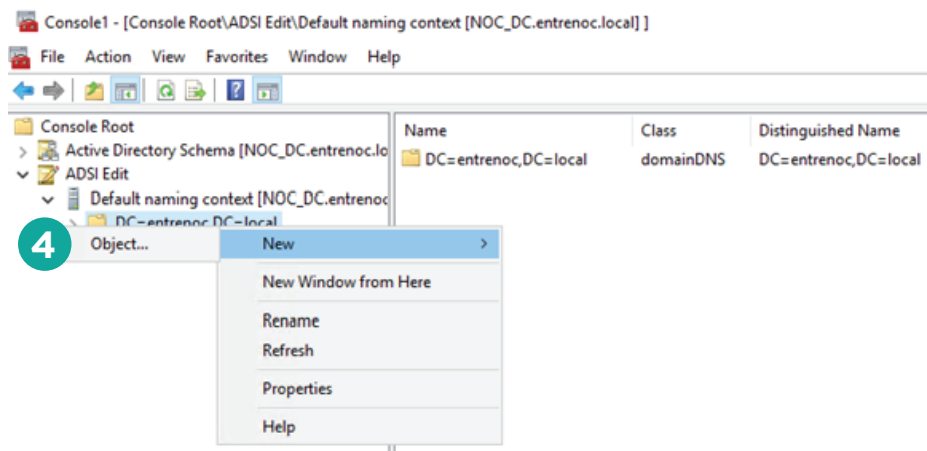 Console1 - [Console Root\ADSI Edit\Default naming context [NOC_DC.entrenoc.local] ]
File Action View Favorites Window Help
Console Root
Active Directory Schema [NOC_DC.entrenoc.lo
ADSI Edit
Default naming context [NOC_DC.entrenoc
DC=entrenoc,DC=local
Name Class Distinguished Name
DC=entrenoc,DC=local domainDNS DC=entrenoc,DC=local
4
Object...
New
New Window from Here
Rename
Refresh
Properties
Help